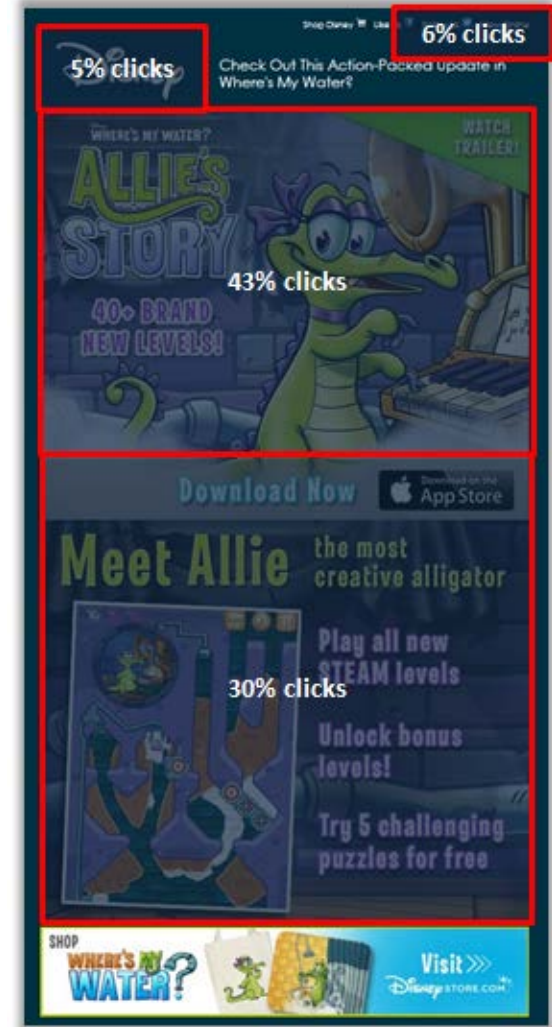 Shop Disney
6% clicks
5% clicks
Disney
Check Out This Action-Packed Update in
Where's My Water?
WHERE'S MY WATER?
ALLIE'S
STORY
WATCH
TRAILER!
43% clicks
40+ BRAND
NEW LEVELS!
Download Now
Download on the
App Store
Meet Allie
the most
creative alligator
Play all new
STEAM levels
30% clicks
Unlock bonus
levels!
Try 5 challenging
puzzles for free
SHOP
WHERE'S MY
WATER?
Visit >>>
Disney STORE.COM